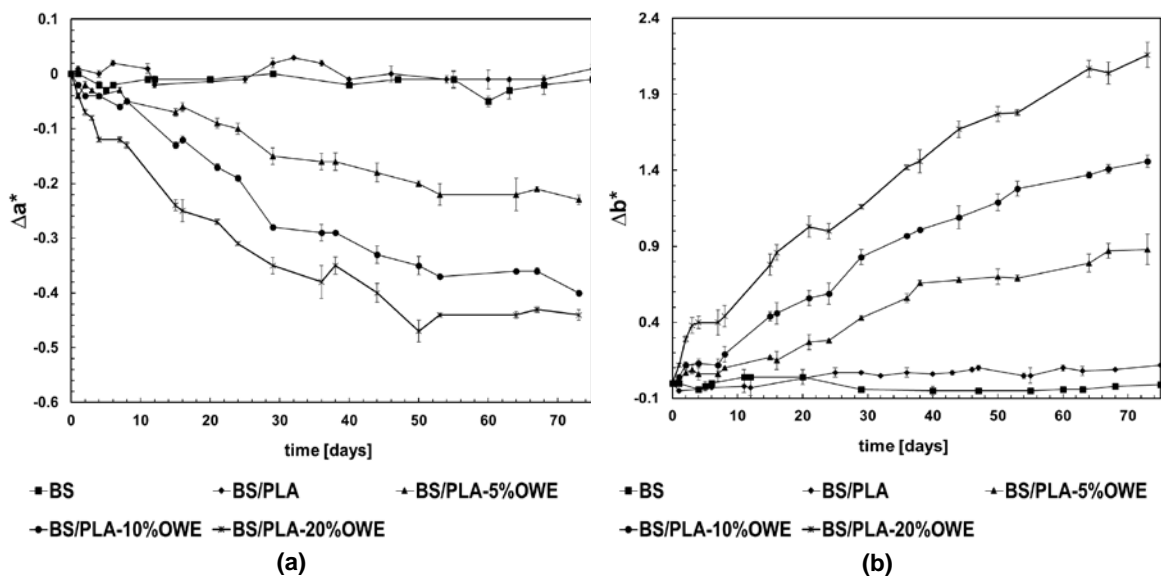 0.1
0
-0.1
-0.2
-0.3
-0.4
-0.5
-0.6
Δa*
0 10 20 30 40 50 60 70
time [days]
BS BS/PLA BS/PLA-5%OWE
BS/PLA-10%OWE BS/PLA-20%OWE
(a)
2.4
1.9
1.4
0.9
0.4
-0.1
Δb*
0 10 20 30 40 50 60 70
time [days]
BS BS/PLA BS/PLA-5%OWE
BS/PLA-10%OWE BS/PLA-20%OWE
(b)